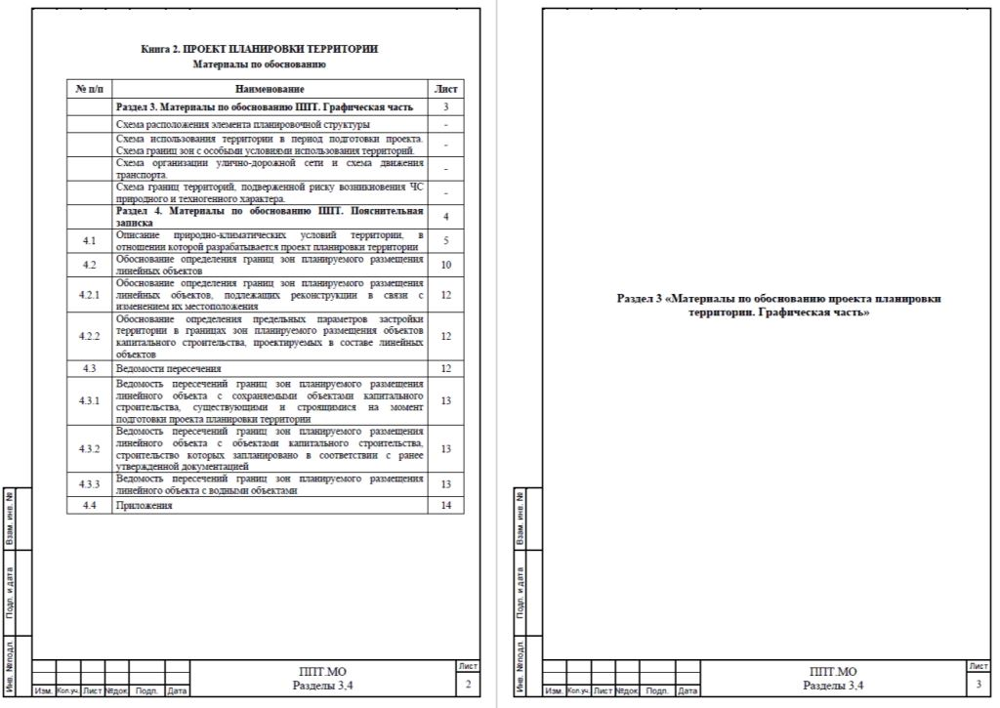 Книга 2. ПРОЕКТ ПЛАНИРОВКИ ТЕРРИТОРИИ
Материалы по обоснованию
№ п/п Наименование Лист
Раздел 3. Материалы по обоснованию ППТ. Графическая часть 3
Схема расположения элемента планировочной структуры -
Схема использования территории в период подготовки проекта.
Схема границ зон с особыми условиями использования территорий. -
Схема организации улично-дорожной сети и схема движения
транспорта. -
Схема границ территорий, подверженной риску возникновения ЧС
природного и техногенного характера. -
Раздел 4. Материалы по обоснованию ППТ. Пояснительная
записка 4
4.1 Описание природно-климатических условий территории, в
отношении которой разрабатывается проект планировки территории 5
4.2 Обоснование определения границ зон планируемого размещения
линейных объектов 10
4.2.1 Обоснование определения границ зон планируемого размещения
линейных объектов, подлежащих реконструкции в связи с
изменением их местоположения 12
4.2.2 Обоснование определения предельных параметров застройки
территории в границах зон планируемого размещения объектов
капитального строительства, проектируемых в составе линейных
объектов 12
4.3 Ведомости пересечения 12
4.3.1 Ведомость пересечений границ зон планируемого размещения
линейного объекта с сохраняемыми объектами капитального
строительства, существующими и строящимися на момент
подготовки проекта планировки территории 13
4.3.2 Ведомость пересечений границ зон планируемого размещения
линейного объекта с объектами капитального строительства,
строительство которых запланировано в соответствии с ранее
утвержденной документацией 13
4.3.3 Ведомость пересечений границ зон планируемого размещения
линейного объекта с водными объектами 13
4.4 Приложения 14
Взам. инв. №
Подп. и дата
Инв. №подл.
Изм. Кол.уч. Лист №док. Подп. Дата
ППТ.МО
Разделы 3,4
Лист
2
Раздел 3 «Материалы по обоснованию проекта планировки
территории. Графическая часть»
Взам. инв. №
Подп. и дата
Инв. №подл.
Изм. Кол.уч. Лист №док. Подп. Дата
ППТ.МО
Разделы 3,4
Лист
3